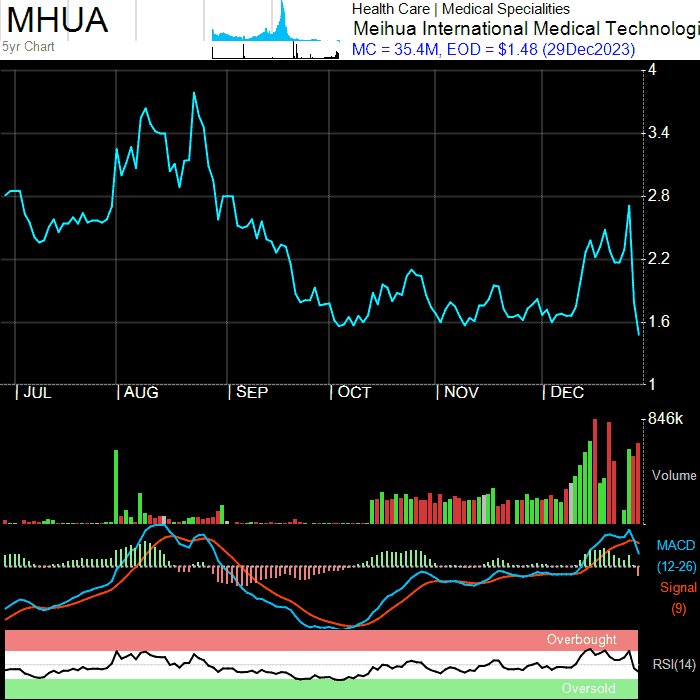 MHUA
5yr Chart
Health Care | Medical Specialities
Meihua International Medical Technologi
MC = 35.4M, EOD = $1.48 (29Dec2023)
4
3.4
2.8
2.2
1.6
1
| JUL | AUG | SEP | OCT | NOV | DEC
846k
Volume
MACD
(12-26)
Signal
(9)
Overbought
RSI(14)
Oversold